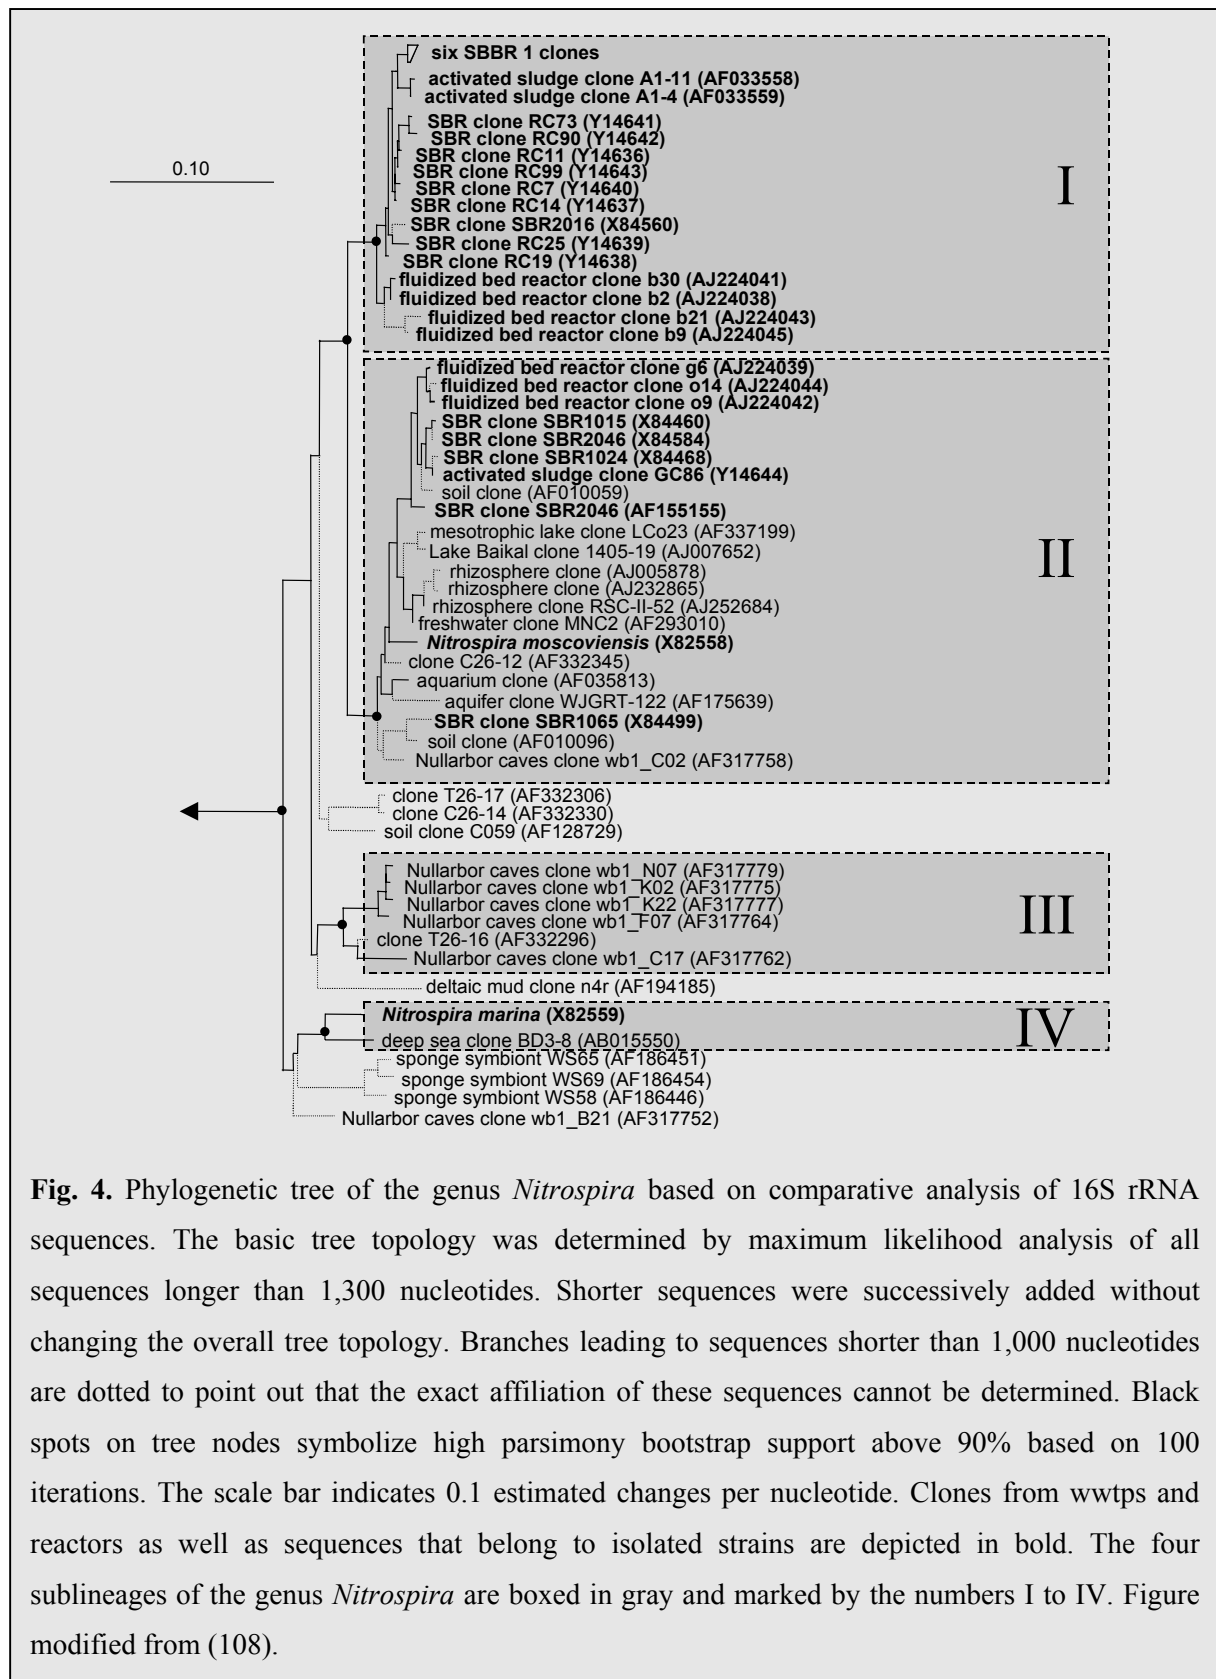 six SBBR 1 clones
activated sludge clone A1-11 (AF033558)
activated sludge clone A1-4 (AF033559)
SBR clone RC73 (Y14641)
SBR clone RC90 (Y14642)
SBR clone RC11 (Y14636)
SBR clone RC99 (Y14643)
SBR clone RC7 (Y14640)
SBR clone RC14 (Y14637)
SBR clone SBR2016 (X84560)
SBR clone RC25 (Y14639)
SBR clone RC19 (Y14638)
fluidized bed reactor clone b30 (AJ224041)
fluidized bed reactor clone b2 (AJ224038)
fluidized bed reactor clone b21 (AJ224043)
fluidized bed reactor clone b9 (AJ224045)
I
0.10
fluidized bed reactor clone g6 (AJ224039)
fluidized bed reactor clone o14 (AJ224044)
fluidized bed reactor clone o9 (AJ224042)
SBR clone SBR1015 (X84460)
SBR clone SBR2046 (X84584)
SBR clone SBR1024 (X84468)
activated sludge clone GC86 (Y14644)
soil clone (AF010059)
SBR clone SBR2046 (AF155155)
mesotrophic lake clone LCo23 (AF337199)
Lake Baikal clone 1405-19 (AJ007652)
rhizosphere clone (AJ005878)
rhizosphere clone (AJ232865)
rhizosphere clone RSC-II-52 (AJ252684)
freshwater clone MNC2 (AF293010)
Nitrospira moscoviensis (X82558)
clone C26-12 (AF332345)
aquarium clone (AF035813)
aquifer clone WJGRT-122 (AF175639)
SBR clone SBR1065 (X84499)
soil clone (AF010096)
Nullarbor caves clone wb1_C02 (AF317758)
II
clone T26-17 (AF332306)
clone C26-14 (AF332330)
soil clone C059 (AF128729)
Nullarbor caves clone wb1_N07 (AF317779)
Nullarbor caves clone wb1_K02 (AF317775)
Nullarbor caves clone wb1_K22 (AF317777)
Nullarbor caves clone wb1_F07 (AF317764)
clone T26-16 (AF332296)
Nullarbor caves clone wb1_C17 (AF317762)
III
deltaic mud clone n4r (AF194185)
Nitrospira marina (X82559)
deep sea clone BD3-8 (AB015550)
IV
sponge symbiont WS65 (AF186451)
sponge symbiont WS69 (AF186454)
sponge symbiont WS58 (AF186446)
Nullarbor caves clone wb1_B21 (AF317752)
Fig. 4. Phylogenetic tree of the genus Nitrospira based on comparative analysis of 16S rRNA
sequences. The basic tree topology was determined by maximum likelihood analysis of all
sequences longer than 1,300 nucleotides. Shorter sequences were successively added without
changing the overall tree topology. Branches leading to sequences shorter than 1,000 nucleotides
are dotted to point out that the exact affiliation of these sequences cannot be determined. Black
spots on tree nodes symbolize high parsimony bootstrap support above 90% based on 100
iterations. The scale bar indicates 0.1 estimated changes per nucleotide. Clones from wwtps and
reactors as well as sequences that belong to isolated strains are depicted in bold. The four
sublineages of the genus Nitrospira are boxed in gray and marked by the numbers I to IV. Figure
modified from (108).